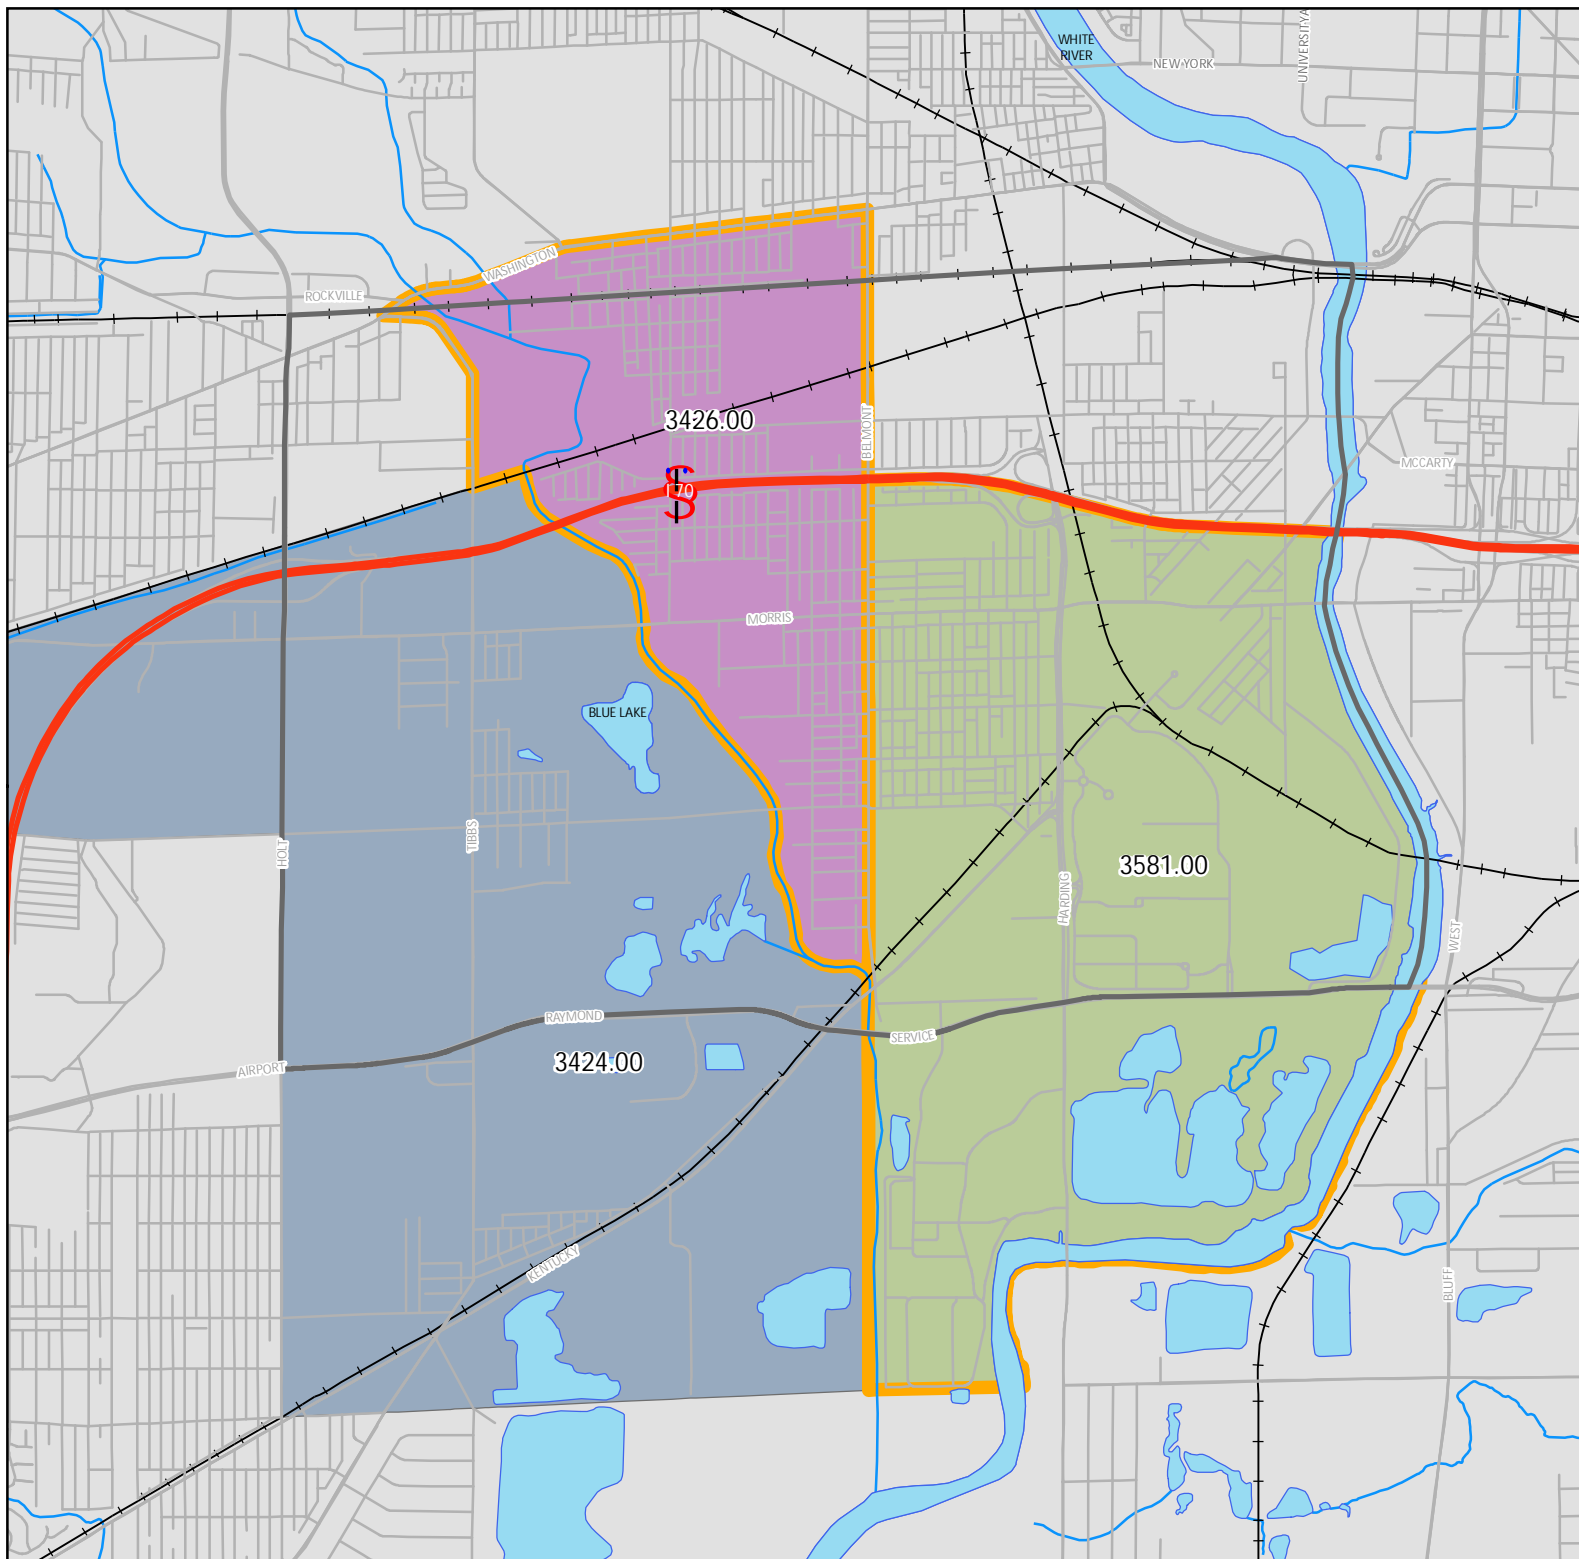 WHITE
RIVER
NEW YORK
UNIVERSITY
WASHINGTON
ROCKVILLE
3426.00
BELMONT
MCCARTY
I 70
MORRIS
BLUE LAKE
HOLT
TIBBS
3581.00
HARDING
WEST
RAYMOND
SERVICE
3424.00
AIRPORT
KENTUCKY
BLUFF